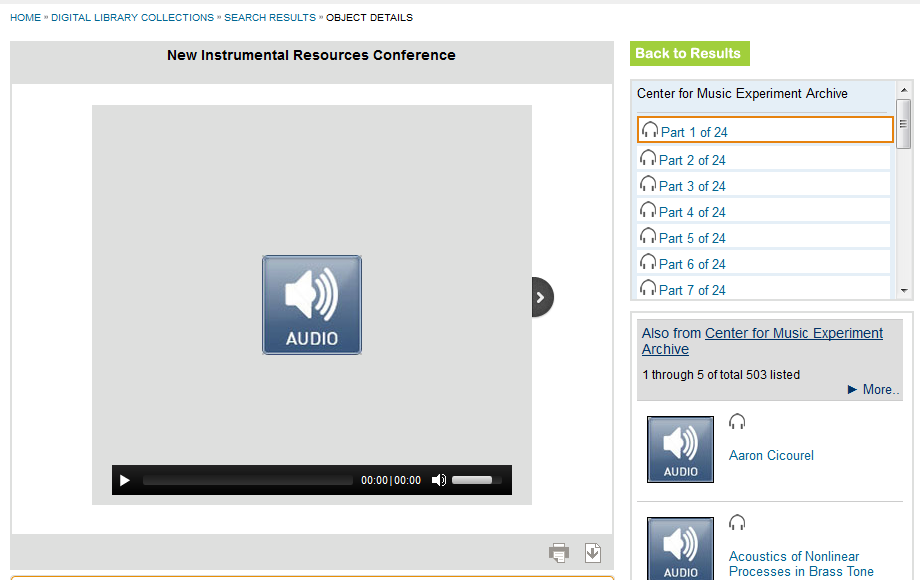 HOME » DIGITAL LIBRARY COLLECTIONS » SEARCH RESULTS » OBJECT DETAILS
New Instrumental Resources Conference
AUDIO
00:00|00:00
Back to Results
Center for Music Experiment Archive
Part 1 of 24
Part 2 of 24
Part 3 of 24
Part 4 of 24
Part 5 of 24
Part 6 of 24
Part 7 of 24
Also from Center for Music Experiment
Archive
1 through 5 of total 503 listed
► More..
AUDIO
Aaron Cicourel
AUDIO
Acoustics of Nonlinear
Processes in Brass Tone